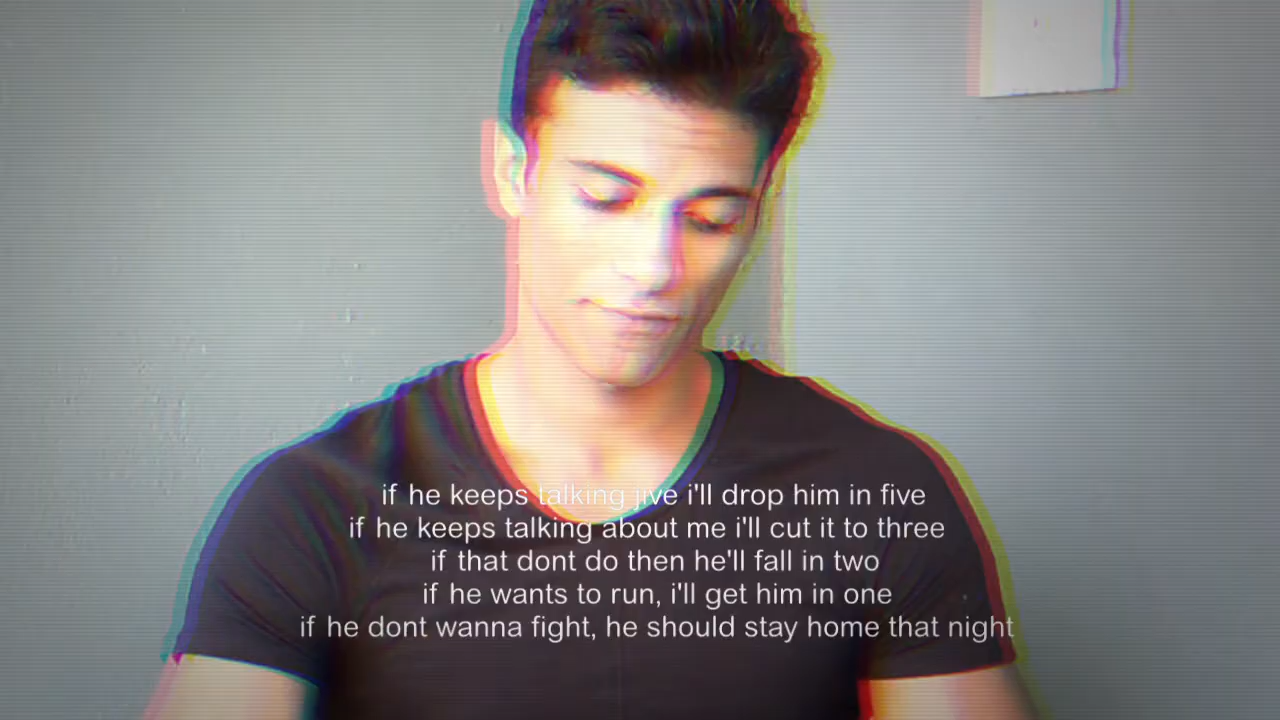 if he keeps talking jive i'll drop him in five
if he keeps talking about me i'll cut it to three
if that dont do then he'll fall in two
if he wants to run, i'll get him in one
if he dont wanna fight, he should stay home that night